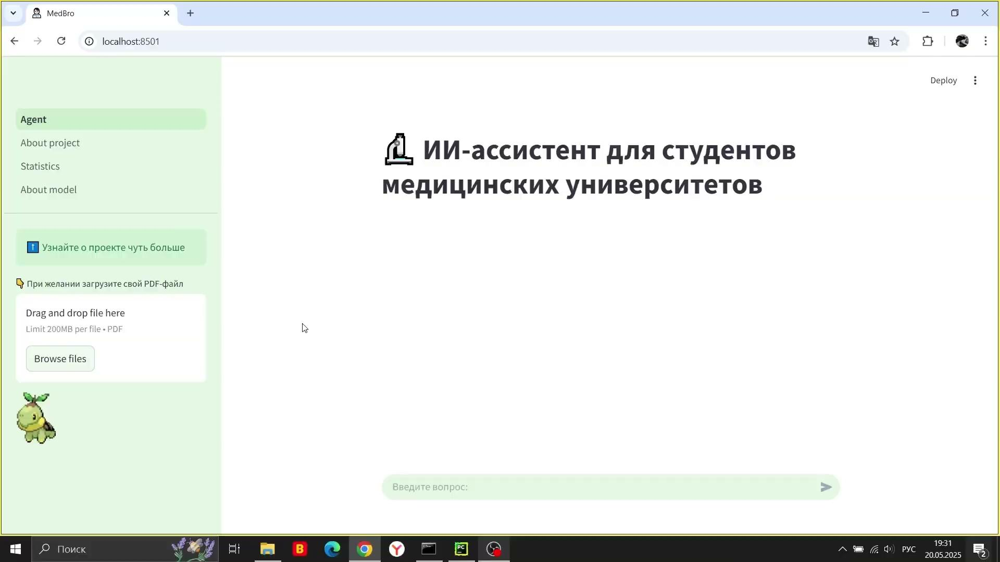 MedBro
localhost:8501
Deploy
Agent
About project
Statistics
About model
Узнайте о проекте чуть больше
При желании загрузите свой PDF-файл
Drag and drop file here
Limit 200MB per file • PDF
Browse files
ИИ-ассистент для студентов
медицинских университетов
Введите вопрос:
Поиск
B
Y
PC
РУС
19:31
20.05.2025
2